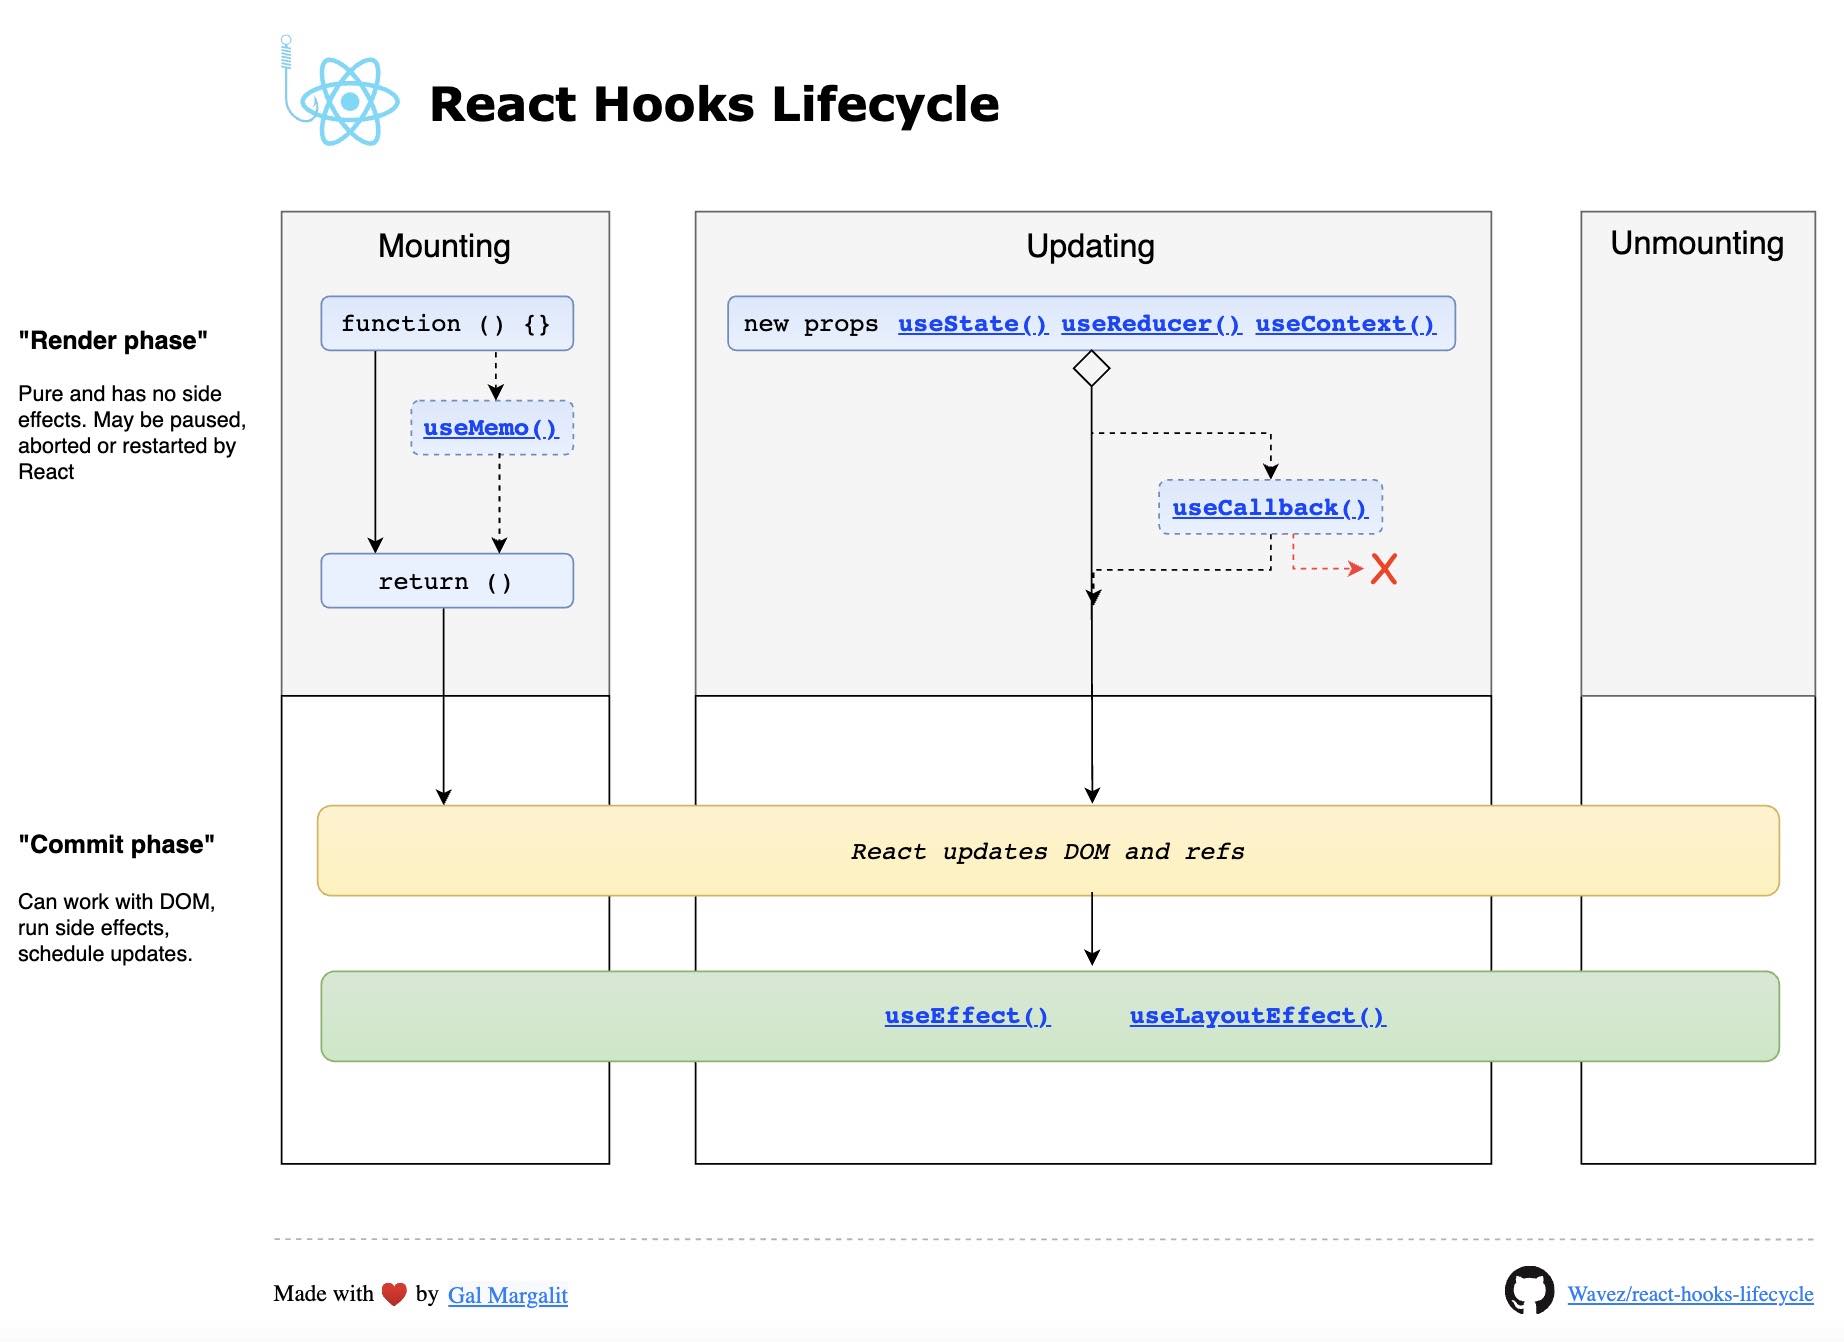 React Hooks Lifecycle
Mounting
Updating
Unmounting
"Render phase"
Pure and has no side
effects. May be paused,
aborted or restarted by
React
function () {}
useMemo()
return ()
new props useState() useReducer() useContext()
useCallback()
"Commit phase"
Can work with DOM,
run side effects,
schedule updates.
React updates DOM and refs
useEffect() useLayoutEffect()
Made with ❤ by Gal Margalit
Wavez/react-hooks-lifecycle